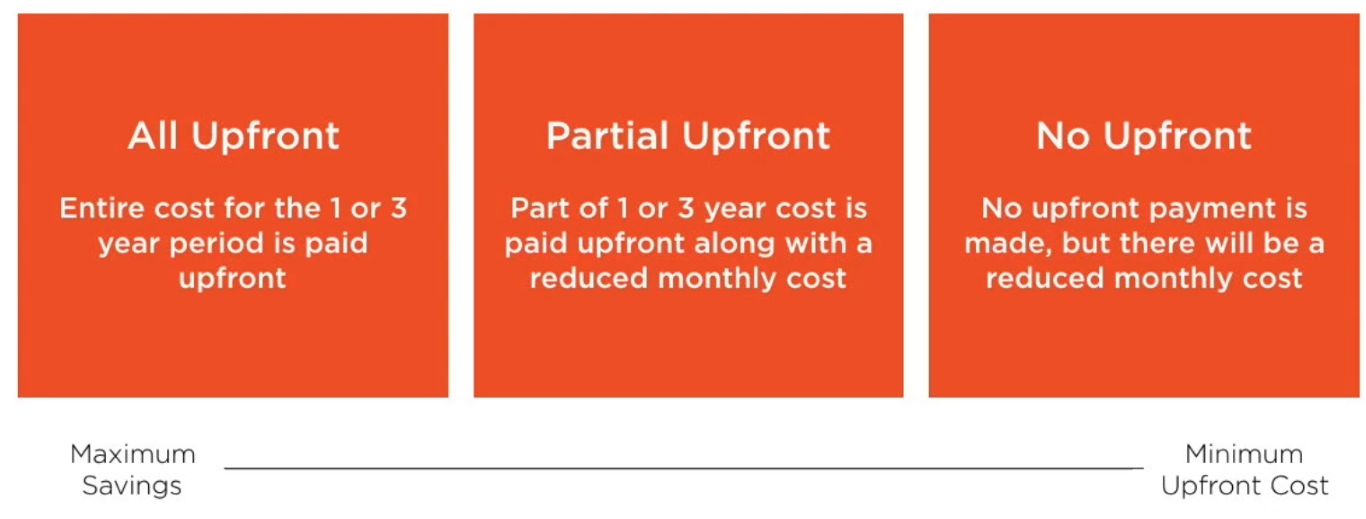 All Upfront
Entire cost for the 1 or 3
year period is paid
upfront
Partial Upfront
Part of 1 or 3 year cost is
paid upfront along with a
reduced monthly cost
No Upfront
No upfront payment is
made, but there will be a
reduced monthly cost
Maximum
Savings
Minimum
Upfront Cost